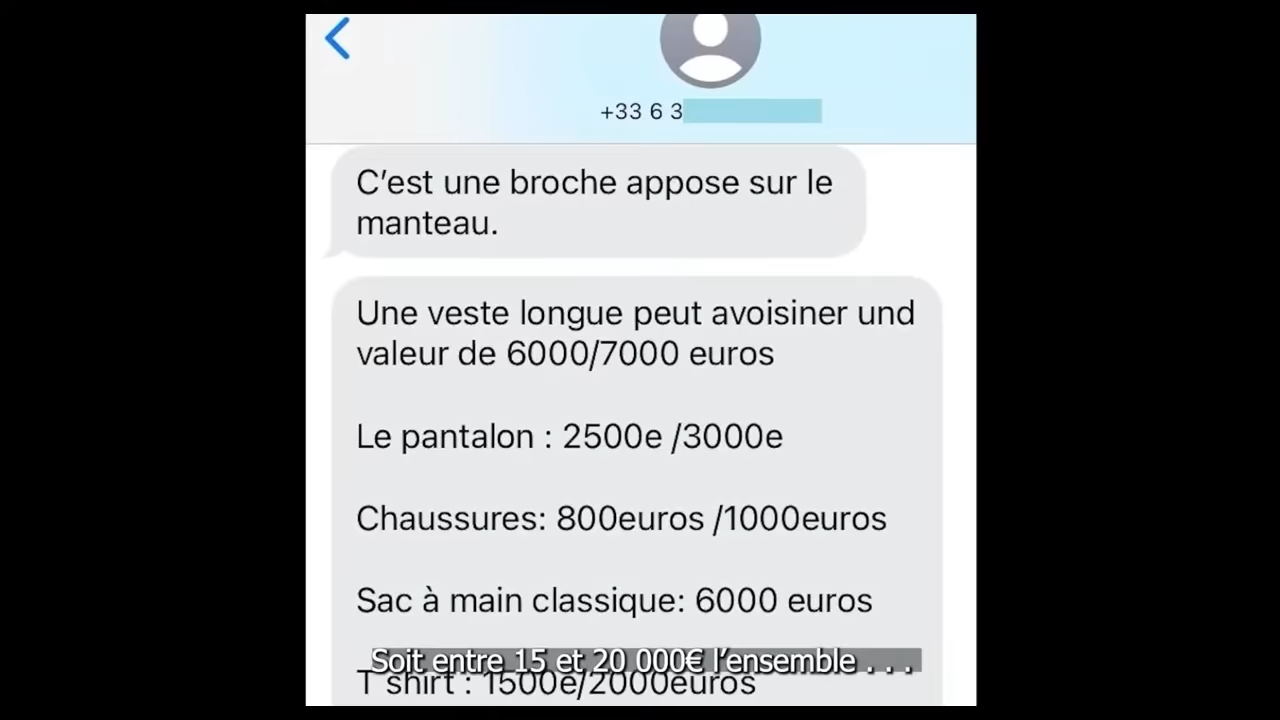 +33 6 3
C’est une broche appose sur le
manteau.
Une veste longue peut avoisiner und
valeur de 6000/7000 euros
Le pantalon : 2500e /3000e
Chaussures: 800euros /1000euros
Sac à main classique: 6000 euros
Soit entre 15 et 20 000€ l’ensemble . . .
T shirt : 1500e/2000euros